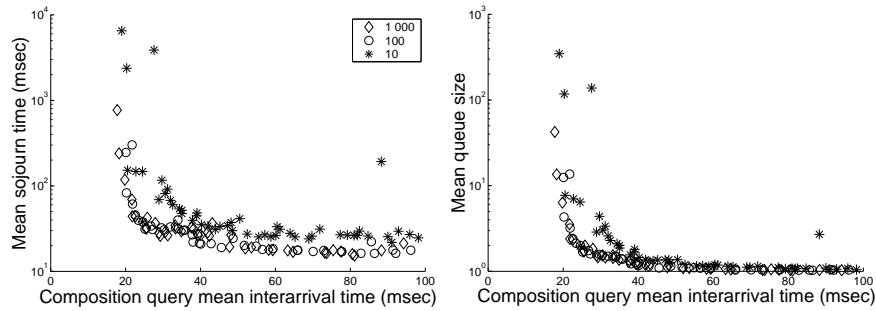 10^4
10^3
10^2
10^1
Mean sojourn time (msec)
0 20 40 60 80 100
Composition query mean interarrival time (msec)
1 000
100
10
10^3
10^2
10^1
10^0
Mean queue size
0 20 40 60 80 100
Composition query mean interarrival time (msec)